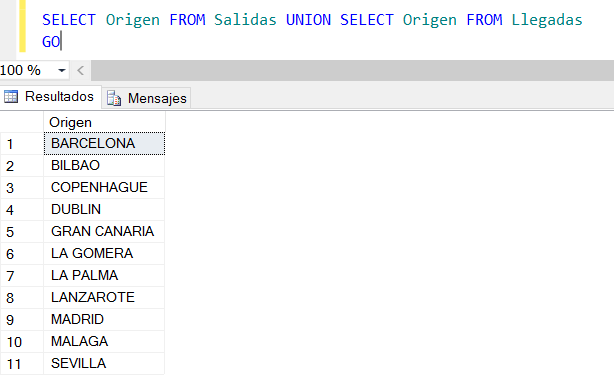 SELECT Origen FROM Salidas UNION SELECT Origen FROM Llegadas
GO
100 %
Resultados Mensajes
Origen
1 BARCELONA
2 BILBAO
3 COPENHAGUE
4 DUBLIN
5 GRAN CANARIA
6 LA GOMERA
7 LA PALMA
8 LANZAROTE
9 MADRID
10 MALAGA
11 SEVILLA